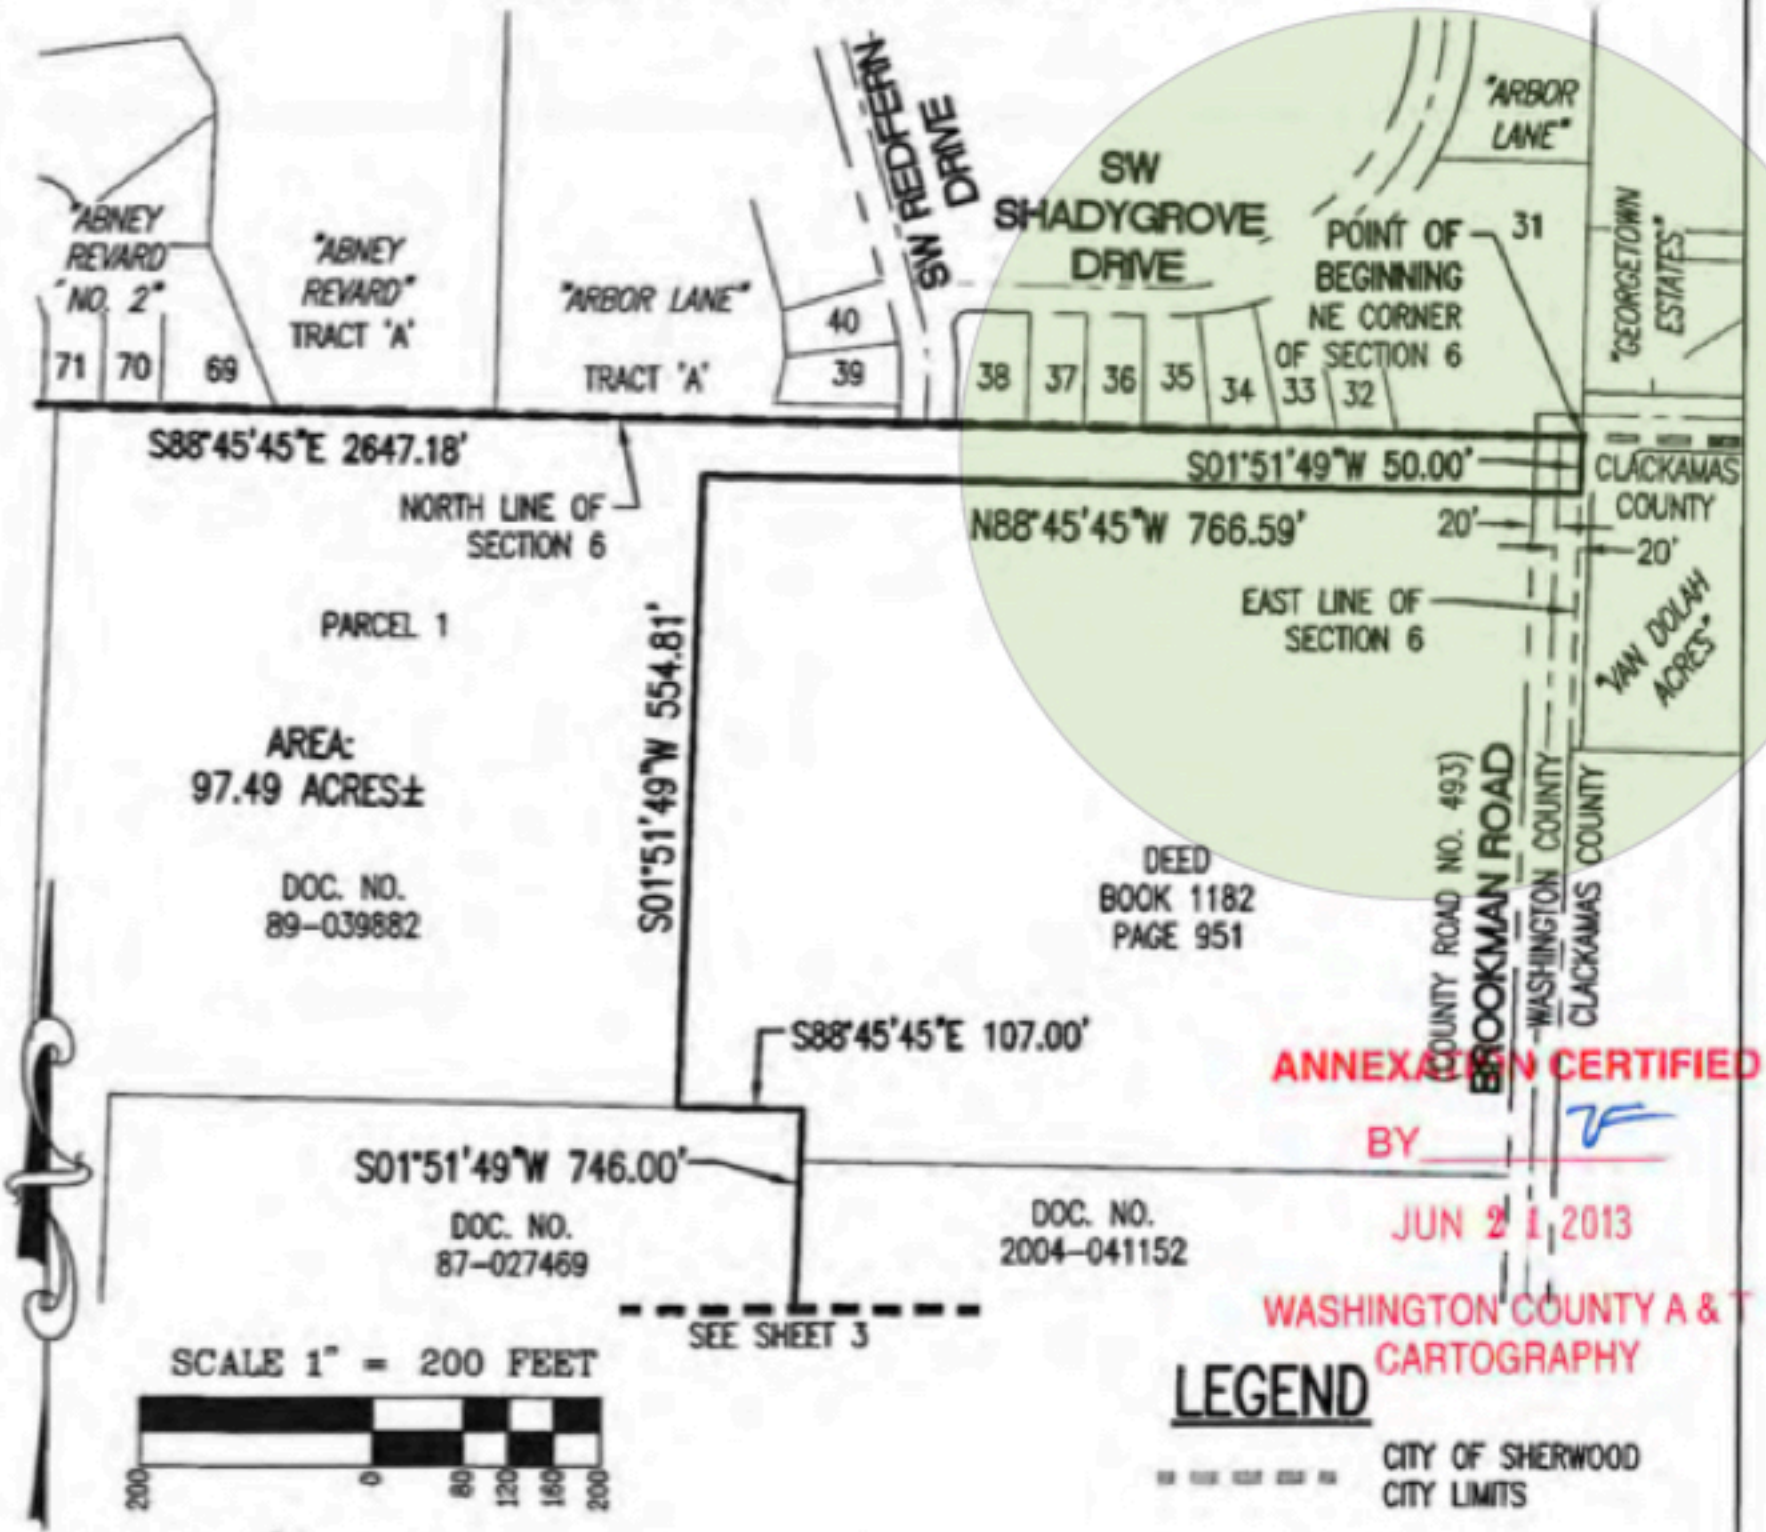 "ARBOR
LANE"
SW REDFERN
DRIVE
SW
SHADYGROVE
DRIVE
"ABNEY
REVARD
NO. 2"
"ABNEY
REVARD"
TRACT 'A'
"ARBOR LANE"
TRACT 'A'
POINT OF
BEGINNING
NE CORNER
OF SECTION 6
31
"GEORGETOWN
ESTATES"
71
70
69
40
39
38
37
36
35
34
33
32
S88°45'45"E 2647.18'
S01°51'49"W 50.00'
CLACKAMAS
COUNTY
NORTH LINE OF
SECTION 6
N88°45'45"W 766.59'
20'
20'
PARCEL 1
EAST LINE OF
SECTION 6
"VAN DOLAH
ACRES"
S01°51'49"W 554.81'
AREA:
97.49 ACRES±
DOC. NO.
89-039882
DEED
BOOK 1182
PAGE 951
(COUNTY ROAD NO. 493)
BROOKMAN ROAD
WASHINGTON COUNTY
CLACKAMAS COUNTY
S88°45'45"E 107.00'
ANNEXATION CERTIFIED
BY
S01°51'49"W 746.00'
DOC. NO.
87-027469
DOC. NO.
2004-041152
JUN 21 2013
SEE SHEET 3
WASHINGTON COUNTY A & T
CARTOGRAPHY
SCALE 1" = 200 FEET
200 0 80 120 160 200
LEGEND
CITY OF SHERWOOD
CITY LIMITS